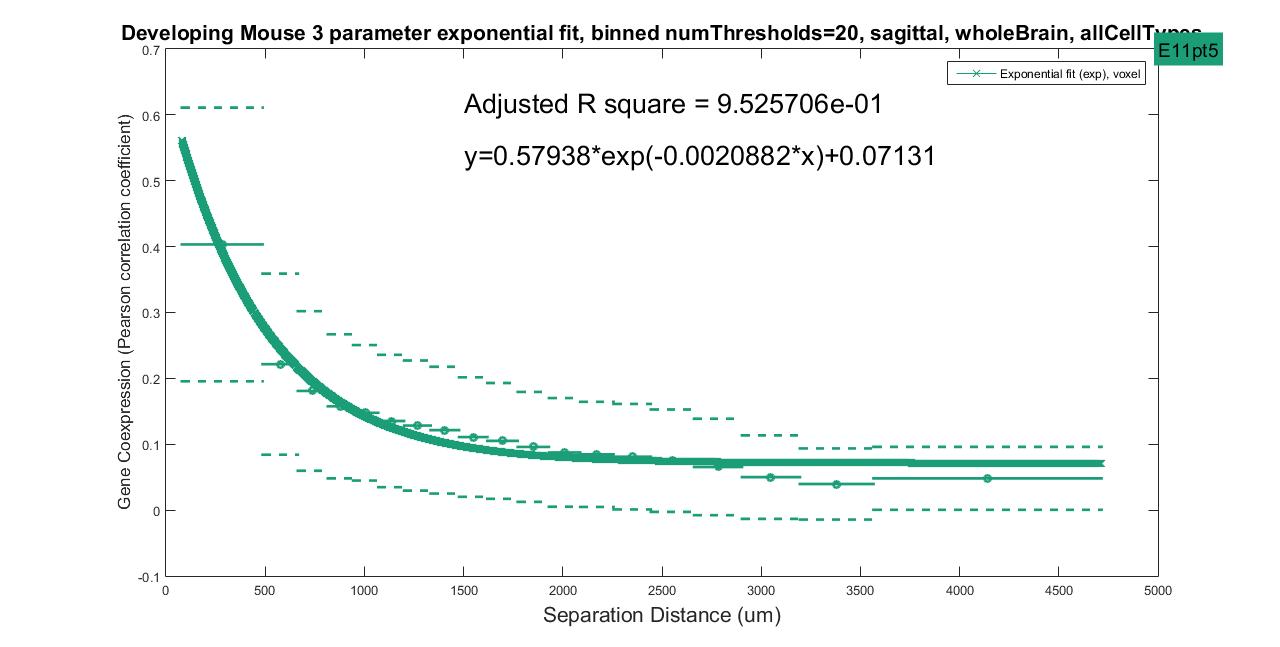 Developing Mouse 3 parameter exponential fit, binned numThresholds=20, sagittal, wholeBrain, allCellTypes
E11pt5
Exponential fit (exp), voxel
Adjusted R square = 9.525706e-01
y=0.57938*exp(-0.0020882*x)+0.07131
Gene Coexpression (Pearson correlation coefficient)
0.7
0.6
0.5
0.4
0.3
0.2
0.1
0
-0.1
0 500 1000 1500 2000 2500 3000 3500 4000 4500 5000
Separation Distance (um)